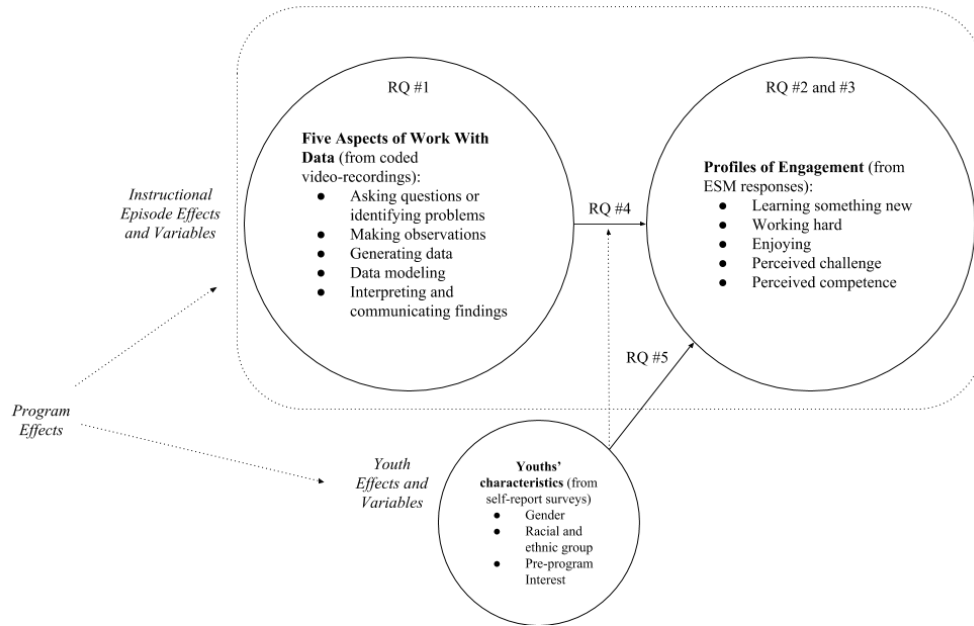 RQ #1
Five Aspects of Work With
Data (from coded
video-recordings):
● Asking questions or
identifying problems
● Making observations
● Generating data
● Data modeling
● Interpreting and
communicating findings
RQ #2 and #3
Profiles of Engagement (from
ESM responses):
● Learning something new
● Working hard
● Enjoying
● Perceived challenge
● Perceived competence
Instructional
Episode Effects
and Variables
RQ #4
RQ #5
Program
Effects
Youth
Effects and
Variables
Youths'
characteristics (from
self-report surveys)
● Gender
● Racial and
ethnic group
● Pre-program
Interest